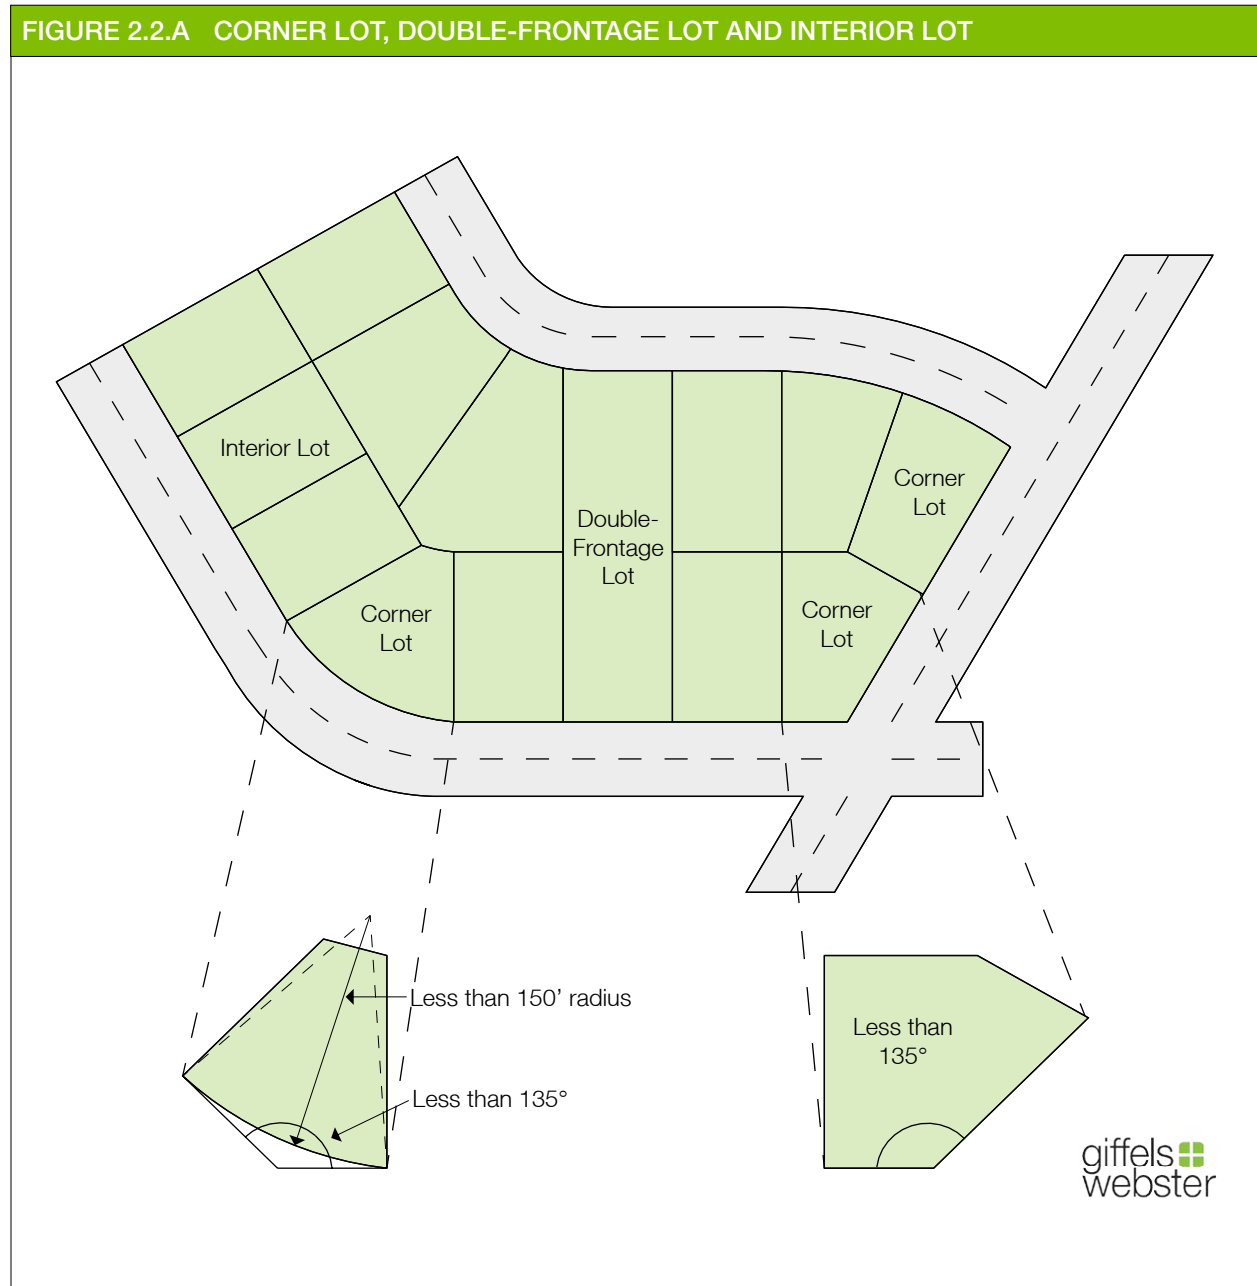 FIGURE 2.2.A CORNER LOT, DOUBLE-FRONTAGE LOT AND INTERIOR LOT
Interior Lot
Corner
Lot
Double-
Frontage
Lot
Corner
Lot
Corner
Lot
Less than 150’ radius
Less than 135°
Less than
135°
giffels
webster